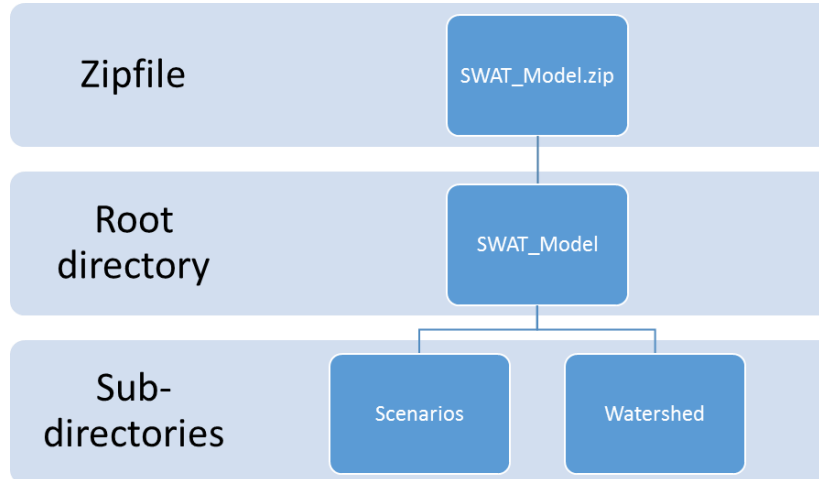 Zipfile
SWAT_Model.zip
Root
directory
SWAT_Model
Sub-
directories
Scenarios
Watershed